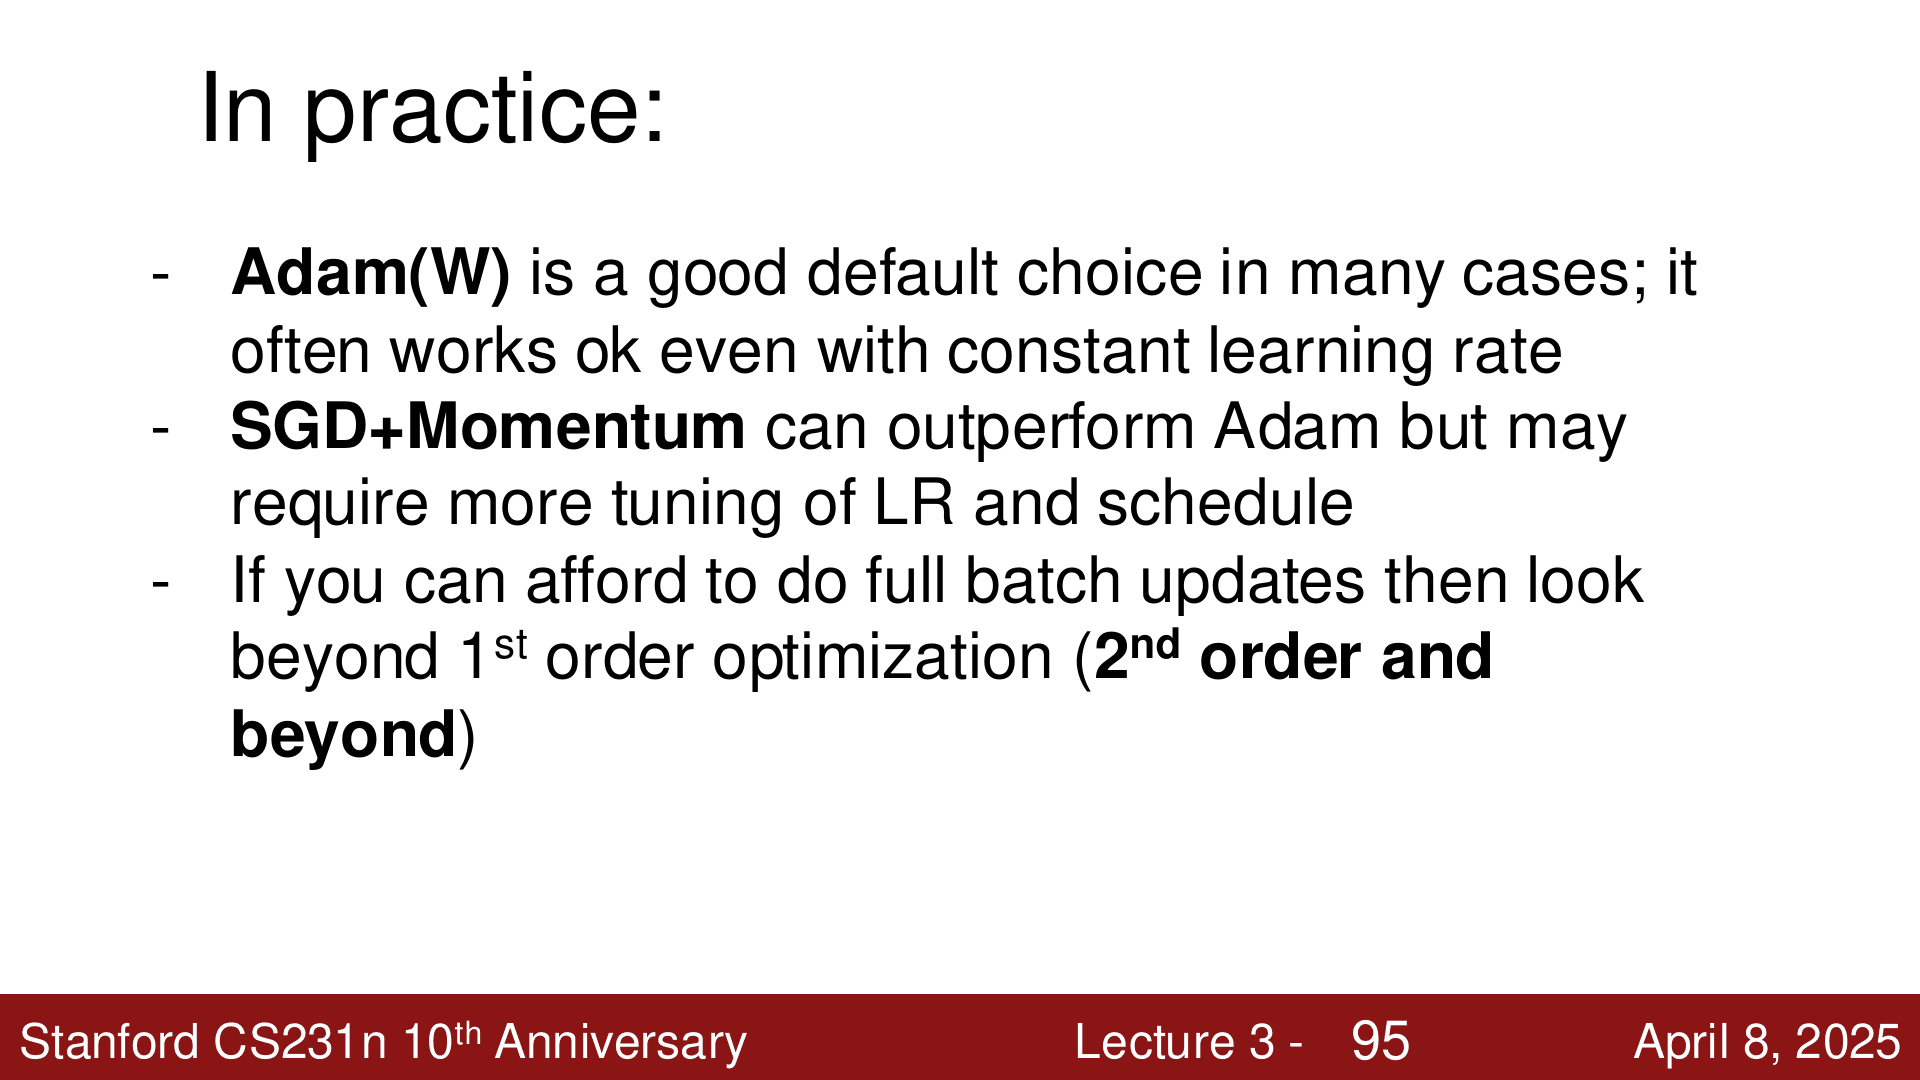 In practice:
- Adam(W) is a good default choice in many cases; it
often works ok even with constant learning rate
- SGD+Momentum can outperform Adam but may
require more tuning of LR and schedule
- If you can afford to do full batch updates then look
beyond 1st order optimization (2nd order and
beyond)
Stanford CS231n 10th Anniversary Lecture 3 - 95 April 8, 2025